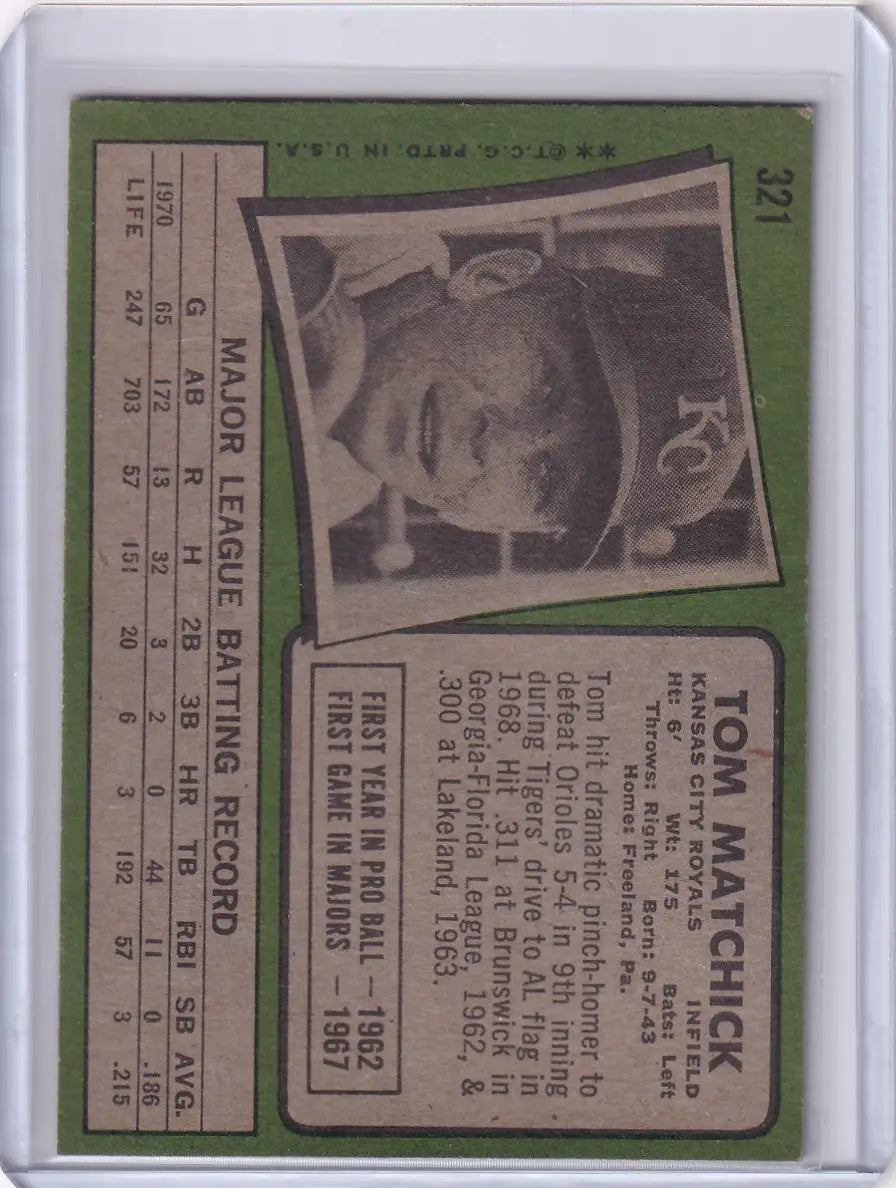 321
** ©T.C.G. PRTD. IN U.S.A.
KC
TOM MATCHICK
KANSAS CITY ROYALS INFIELD
Ht: 6' Wt: 175 Bats: Left
Throws: Right Born: 9-7-43
Home: Freeland, Pa.
Tom hit dramatic pinch-homer to
defeat Orioles 5-4 in 9th inning
during Tigers' drive to AL flag in
1968. Hit .311 at Brunswick in
Georgia-Florida League, 1962, &
.300 at Lakeland, 1963.
FIRST YEAR IN PRO BALL — 1962
FIRST GAME IN MAJORS — 1967
MAJOR LEAGUE BATTING RECORD
G AB R H 2B 3B HR TB RBI SB AVG.
1970 65 172 13 32 3 2 0 44 11 0 .186
LIFE 247 703 57 151 20 6 3 192 57 3 .215